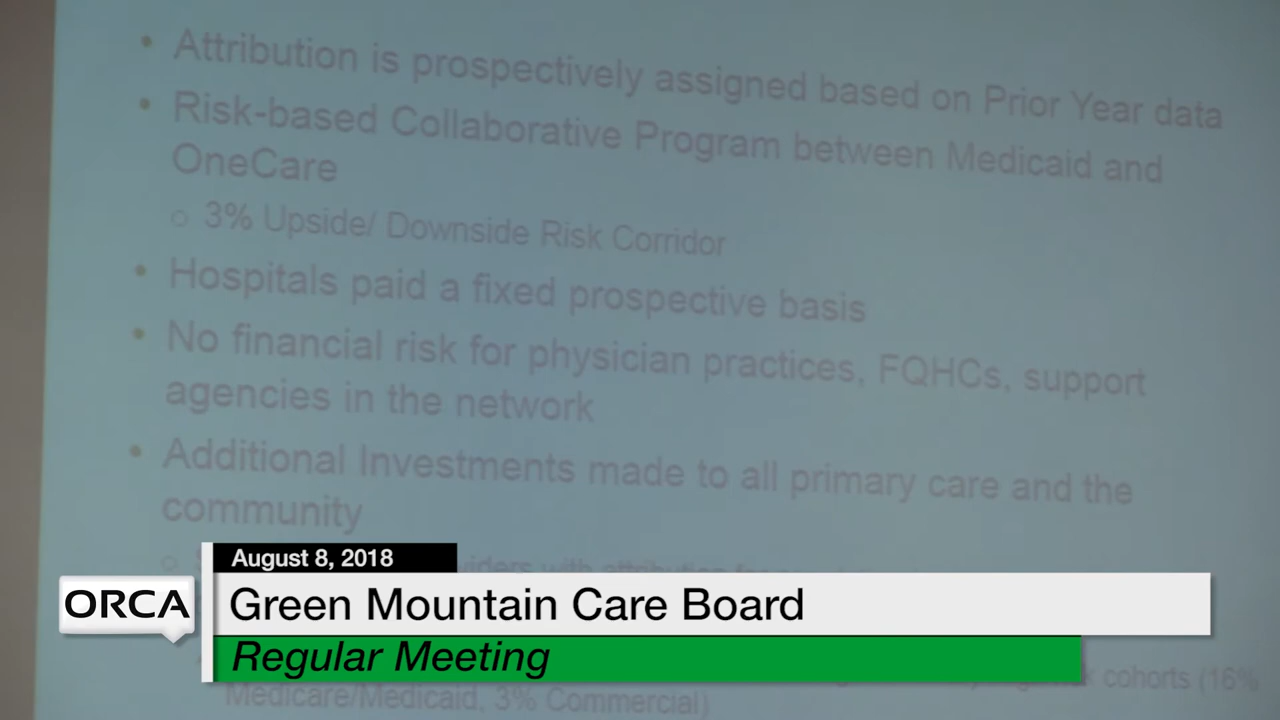 • Attribution is prospectively assigned based on Prior Year data
• Risk-based Collaborative Program between Medicaid and
OneCare
○ 3% Upside/ Downside Risk Corridor
• Hospitals paid a fixed prospective basis
• No financial risk for physician practices, FQHCs, support
agencies in the network
• Additional Investments made to all primary care and the
community
August 8, 2018
ORCA
Green Mountain Care Board
Regular Meeting
cohorts (16%
Medicare/Medicaid, 3% Commercial)